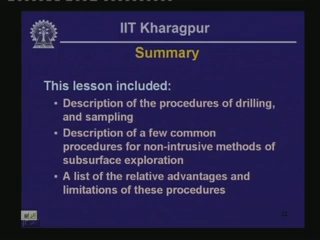 IIT Kharagpur
Summary
This lesson included:
• Description of the procedures of drilling,
and sampling
• Description of a few common
procedures for non-intrusive methods of
subsurface exploration
• A list of the relative advantages and
limitations of these procedures